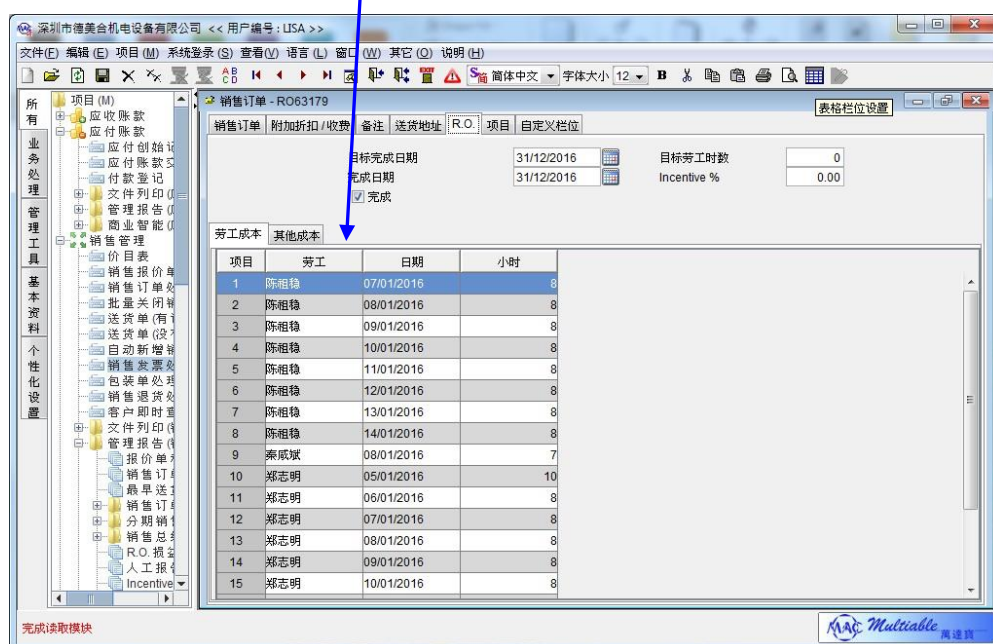 深圳市德美合机电设备有限公司 << 用户编号 : LISA >>
文件(F) 编辑(E) 项目(M) 系统登录(S) 查看(V) 语言(L) 窗口(W) 其它(O) 说明(H)
S简 简体中文 字体大小 12 B
表格栏位设置
所有
业务处理
管理工具
基本资料
个性化设置
项目(M)
应收账款
应付账款
应付创始
应付账款
付款登记
文件列印
管理报告
商业智能
销售管理
价目表
销售报价单
销售订单处
批量关闭销
送货单(有
送货单(没
自动新增销
销售发票处
包装单处理
销售退货处
客户即时查
文件列印(销
管理报告(销
报价单
销售订
最早送
销售订单
分期销售
销售总
R.O.损益
人工报
Incentive
销售订单 - RO63179
销售订单 附加折扣/收费 备注 送货地址 R.O. 项目 自定义栏位
目标完成日期 31/12/2016 目标劳工时数 0
完成日期 31/12/2016 Incentive % 0.00
完成
劳工成本 其他成本
项目 劳工 日期 小时
1 陈祖稳 07/01/2016 8
2 陈祖稳 08/01/2016 8
3 陈祖稳 09/01/2016 8
4 陈祖稳 10/01/2016 8
5 陈祖稳 11/01/2016 8
6 陈祖稳 12/01/2016 8
7 陈祖稳 13/01/2016 8
8 陈祖稳 14/01/2016 8
9 秦咸斌 08/01/2016 7
10 郑志明 05/01/2016 10
11 郑志明 06/01/2016 8
12 郑志明 07/01/2016 8
13 郑志明 08/01/2016 8
14 郑志明 09/01/2016 8
15 郑志明 10/01/2016 8
完成读取模块
MAC Multiable 萬達寶